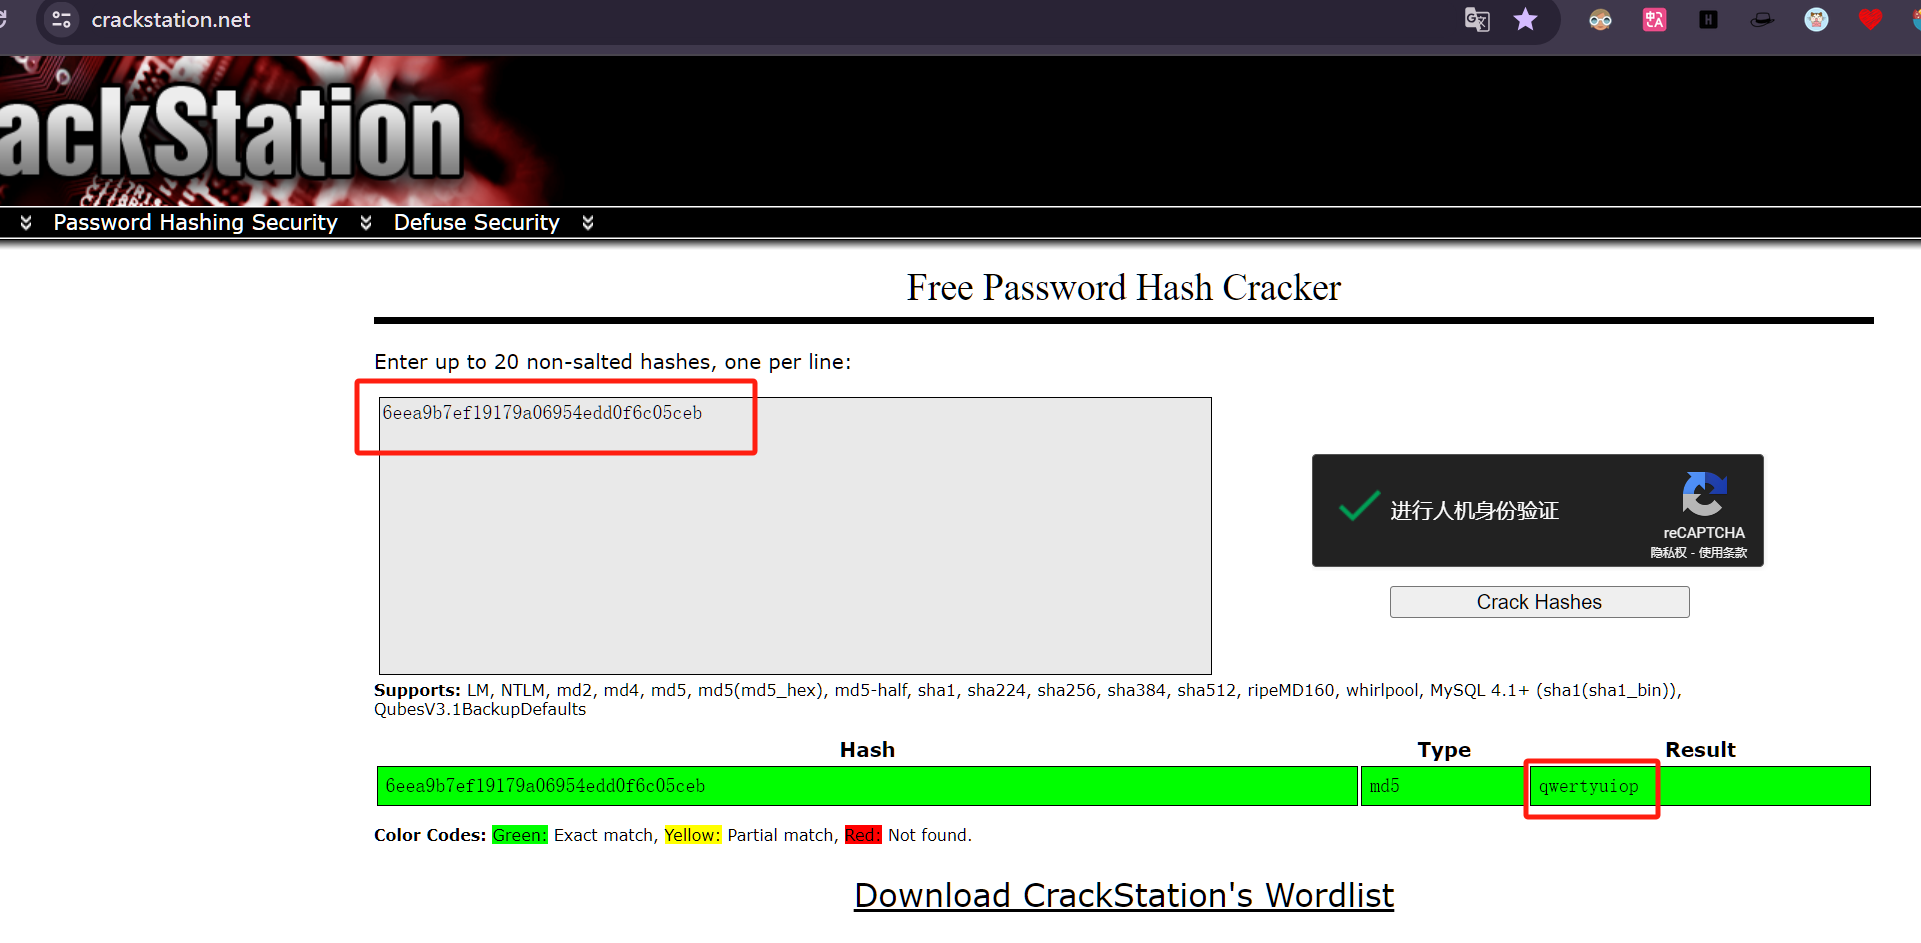 crackstation.net
ackStation
Password Hashing Security Defuse Security
Free Password Hash Cracker
Enter up to 20 non-salted hashes, one per line:
6eea9b7ef19179a06954edd0f6c05ceb
进行人机身份验证
reCAPTCHA
隐私权 - 使用条款
Crack Hashes
Supports: LM, NTLM, md2, md4, md5, md5(md5_hex), md5-half, sha1, sha224, sha256, sha384, sha512, ripeMD160, whirlpool, MySQL 4.1+ (sha1(sha1_bin)),
QubesV3.1BackupDefaults
Hash Type Result
6eea9b7ef19179a06954edd0f6c05ceb md5 qwertyuiop
Color Codes: Green: Exact match, Yellow: Partial match, Red: Not found.
Download CrackStation's Wordlist